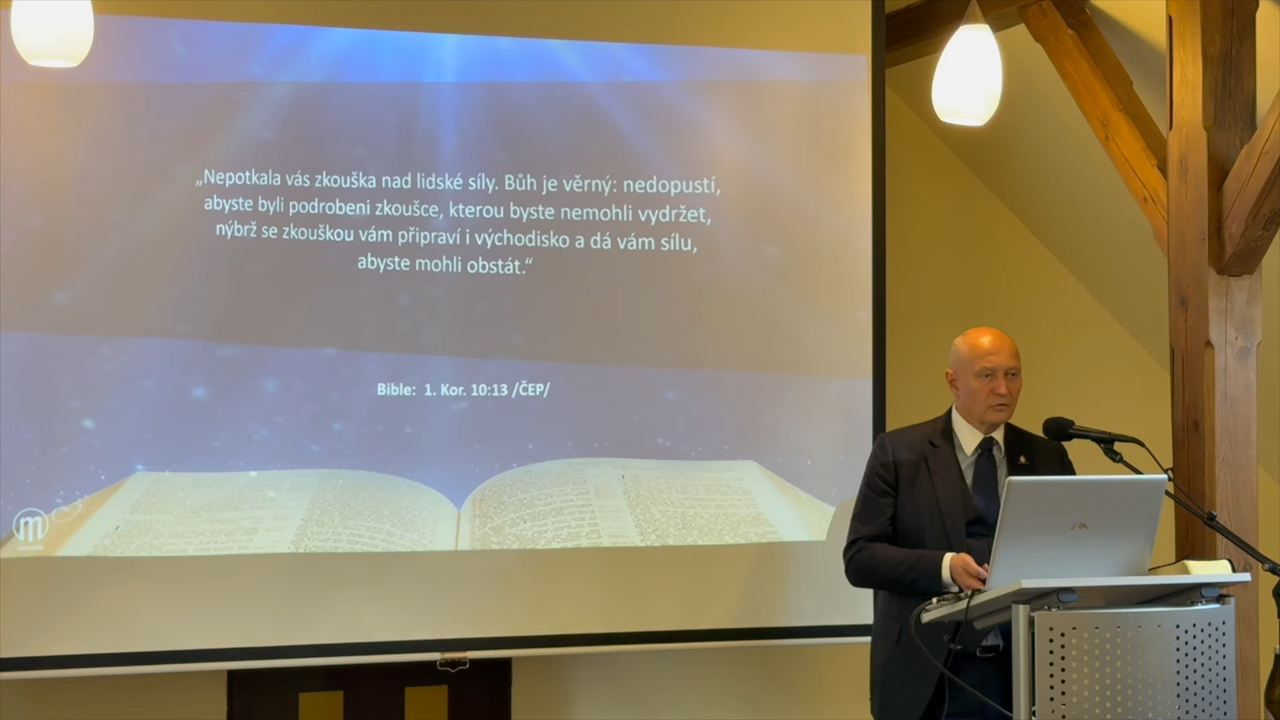 „Nepotkala vás zkouška nad lidské síly. Bůh je věrný: nedopustí,
abyste byli podrobeni zkoušce, kterou byste nemohli vydržet,
nýbrž se zkouškou vám připraví i východisko a dá vám sílu,
abyste mohli obstát.“
Bible: 1. Kor. 10:13 /ČEP/
m